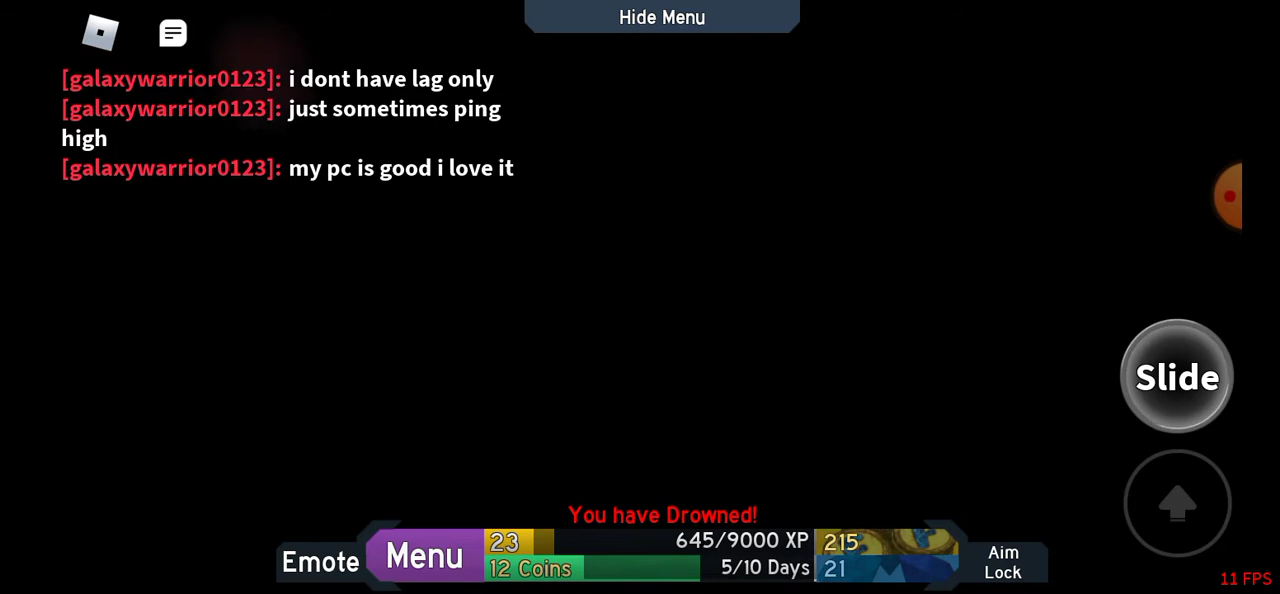 Hide Menu
[galaxywarrior0123]: i dont have lag only
[galaxywarrior0123]: just sometimes ping
high
[galaxywarrior0123]: my pc is good i love it
Slide
You have Drowned!
Emote
Menu
23
645/9000 XP
215
12 Coins
5/10 Days
21
Aim
Lock
11 FPS